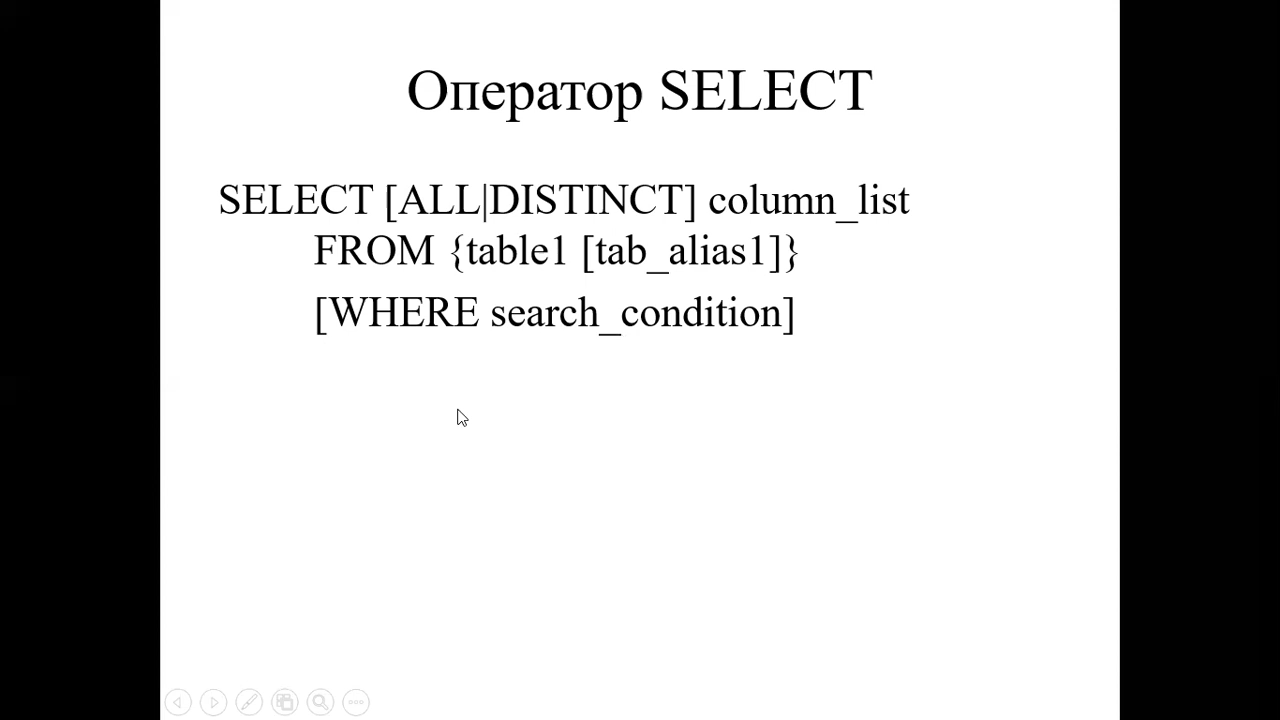 Оператор SELECT
SELECT [ALL|DISTINCT] column_list
FROM {table1 [tab_alias1]}
[WHERE search_condition]